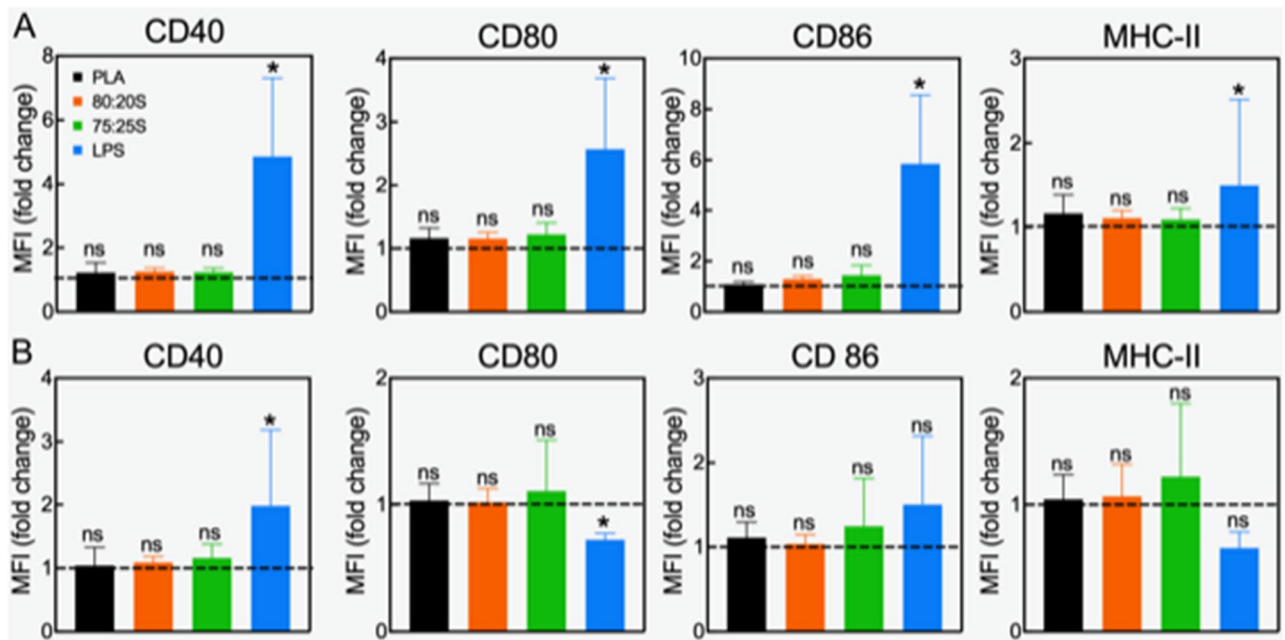 A
CD40
CD80
CD86
MHC-II
MFI (fold change)
8
6
4
2
0
PLA
80:20S
75:25S
LPS
ns
ns
ns
*
MFI (fold change)
4
3
2
1
0
ns
ns
ns
*
MFI (fold change)
10
8
6
4
2
0
ns
ns
ns
*
MFI (fold change)
3
2
1
0
ns
ns
ns
*
B
CD40
CD80
CD 86
MHC-II
MFI (fold change)
4
3
2
1
0
ns
ns
ns
*
MFI (fold change)
2
1
0
ns
ns
ns
*
MFI (fold change)
3
2
1
0
ns
ns
ns
ns
MFI (fold change)
2
1
0
ns
ns
ns
ns